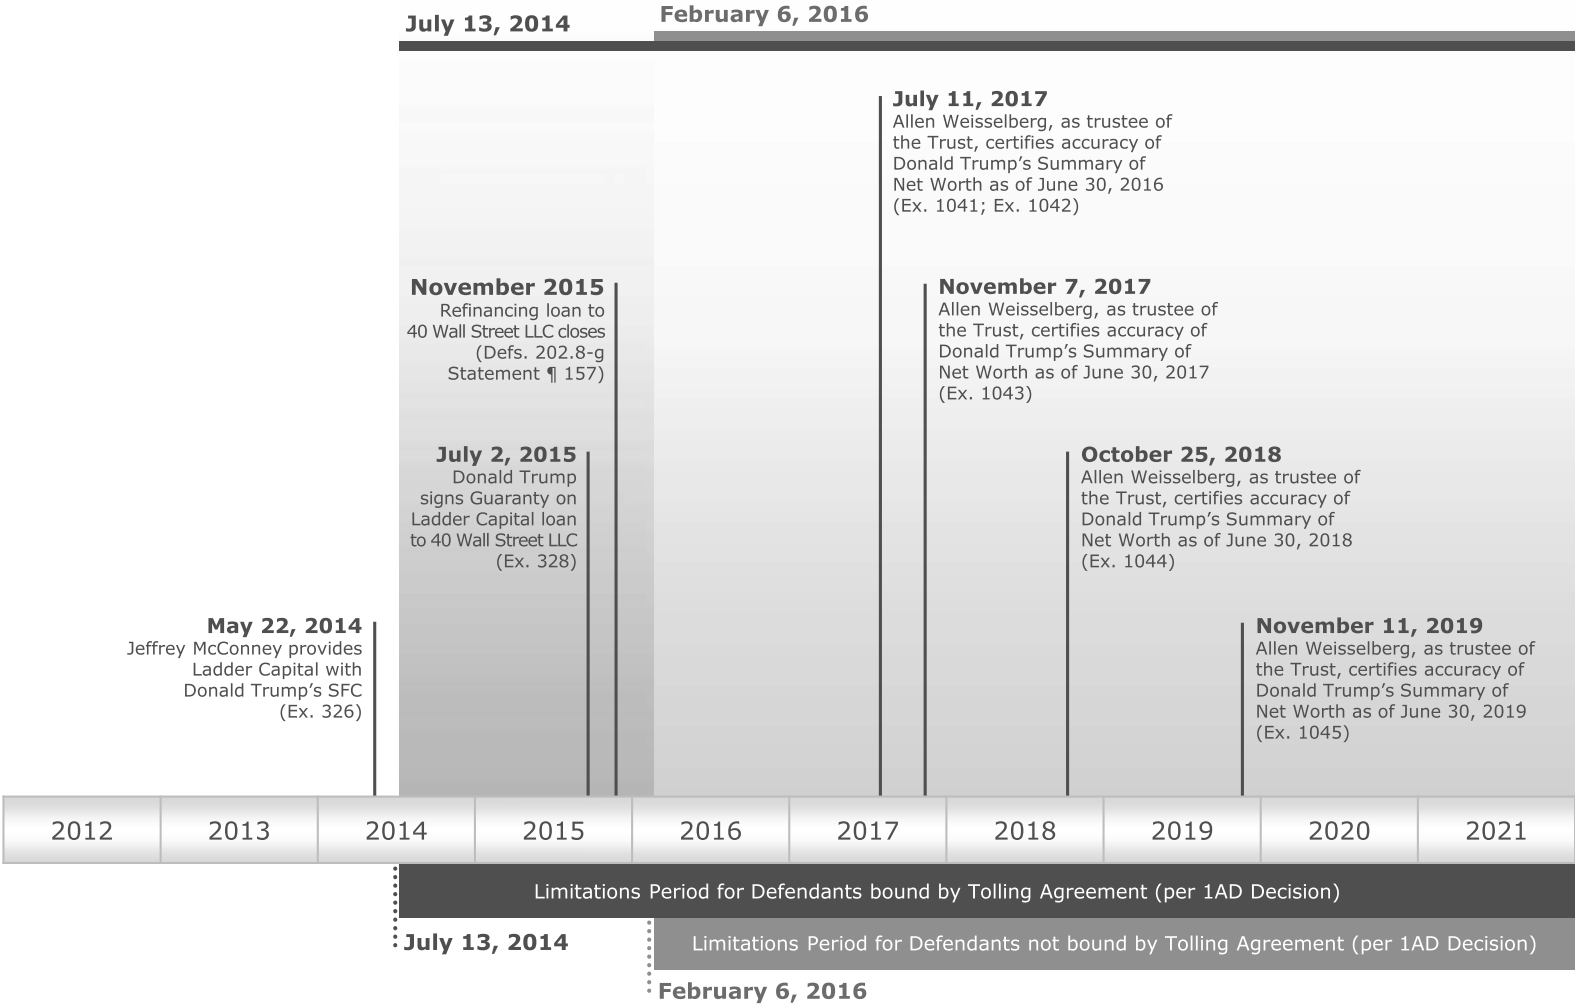 July 13, 2014
February 6, 2016
July 11, 2017
Allen Weisselberg, as trustee of
the Trust, certifies accuracy of
Donald Trump’s Summary of
Net Worth as of June 30, 2016
(Ex. 1041; Ex. 1042)
November 2015
Refinancing loan to
40 Wall Street LLC closes
(Defs. 202.8-g
Statement ¶ 157)
November 7, 2017
Allen Weisselberg, as trustee of
the Trust, certifies accuracy of
Donald Trump’s Summary of
Net Worth as of June 30, 2017
(Ex. 1043)
July 2, 2015
Donald Trump
signs Guaranty on
Ladder Capital loan
to 40 Wall Street LLC
(Ex. 328)
October 25, 2018
Allen Weisselberg, as trustee of
the Trust, certifies accuracy of
Donald Trump’s Summary of
Net Worth as of June 30, 2018
(Ex. 1044)
May 22, 2014
Jeffrey McConney provides
Ladder Capital with
Donald Trump’s SFC
(Ex. 326)
November 11, 2019
Allen Weisselberg, as trustee of
the Trust, certifies accuracy of
Donald Trump’s Summary of
Net Worth as of June 30, 2019
(Ex. 1045)
2012 2013 2014 2015 2016 2017 2018 2019 2020 2021
Limitations Period for Defendants bound by Tolling Agreement (per 1AD Decision)
July 13, 2014
Limitations Period for Defendants not bound by Tolling Agreement (per 1AD Decision)
February 6, 2016